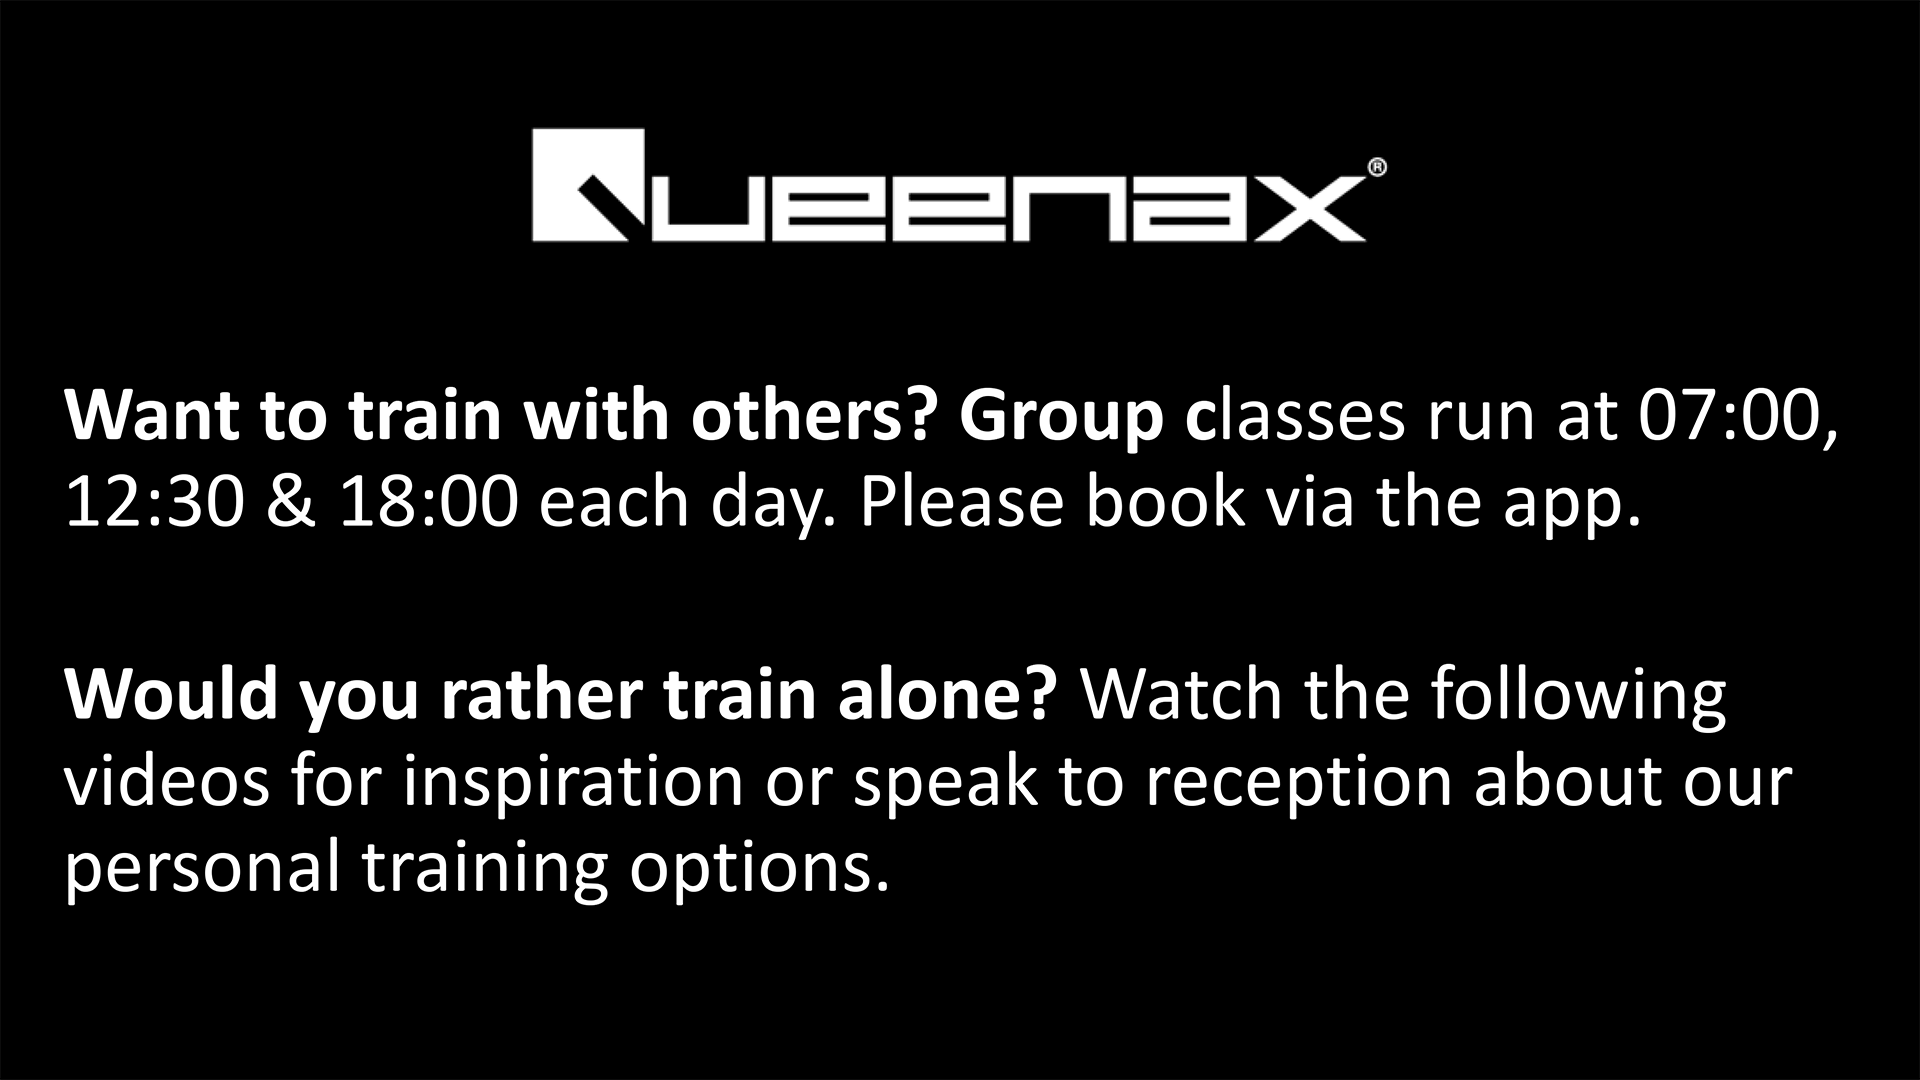 Queenax®
Want to train with others? Group classes run at 07:00,
12:30 & 18:00 each day. Please book via the app.
Would you rather train alone? Watch the following
videos for inspiration or speak to reception about our
personal training options.